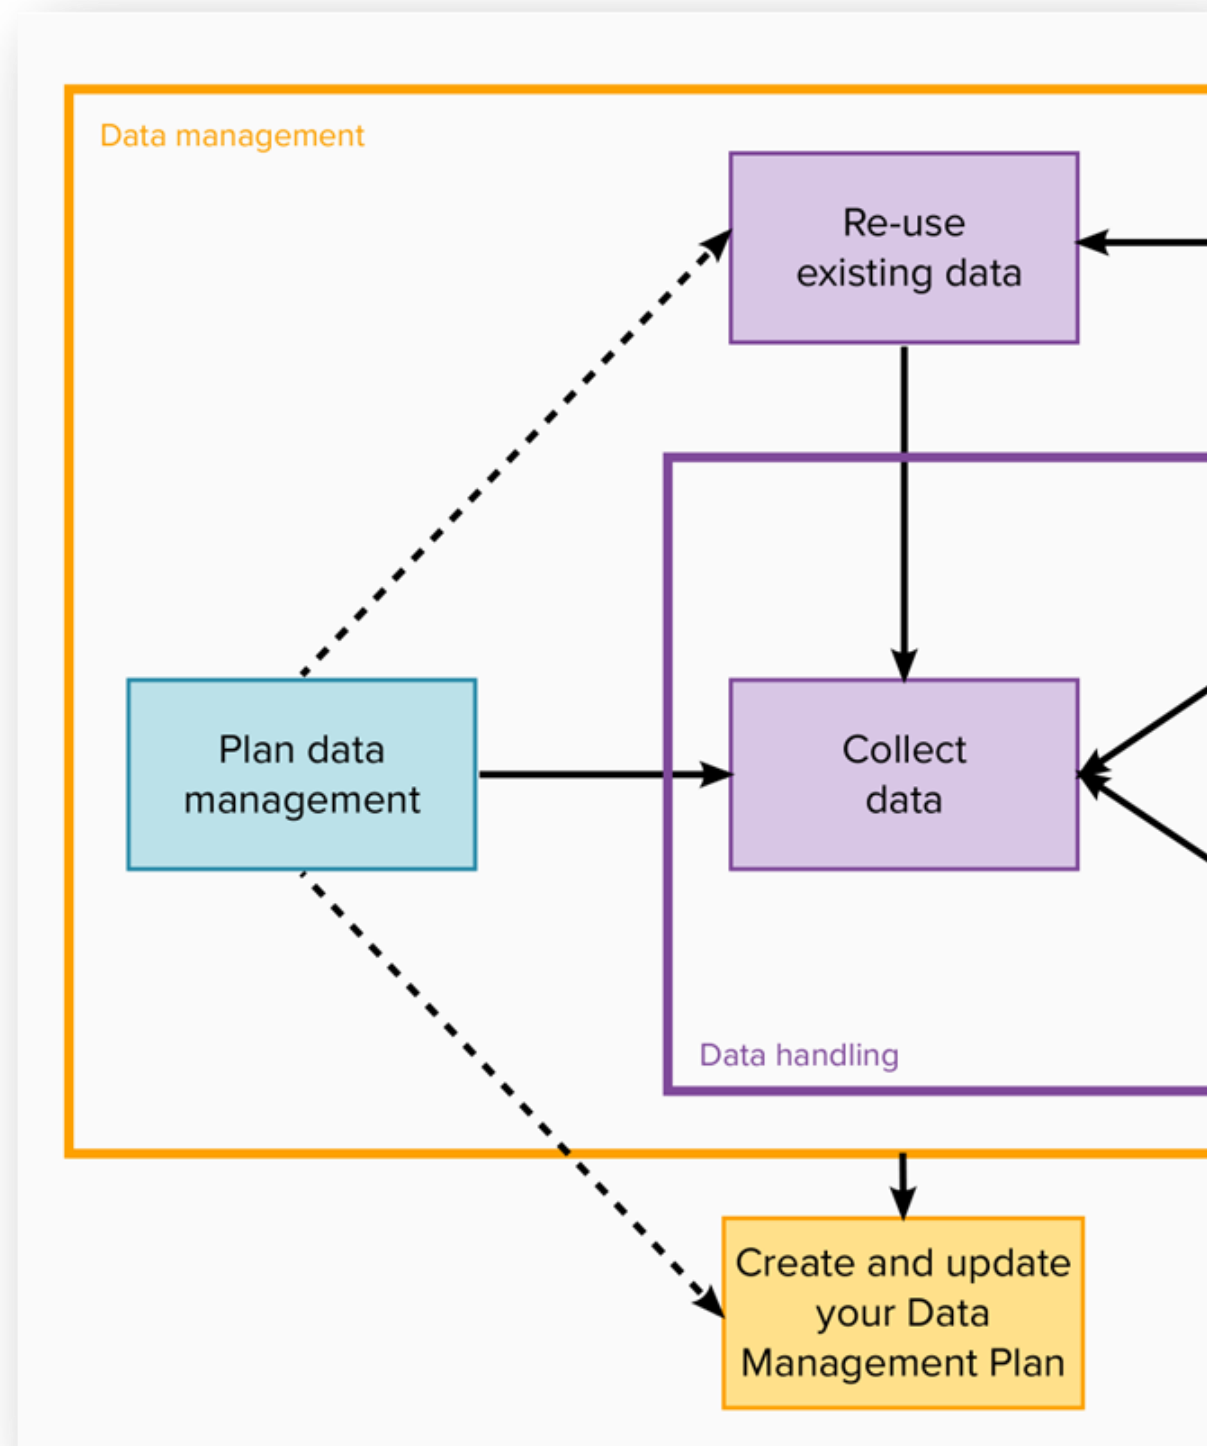 Data management
Re-use
existing data
Plan data
management
Collect
data
Data handling
Create and update
your Data
Management Plan